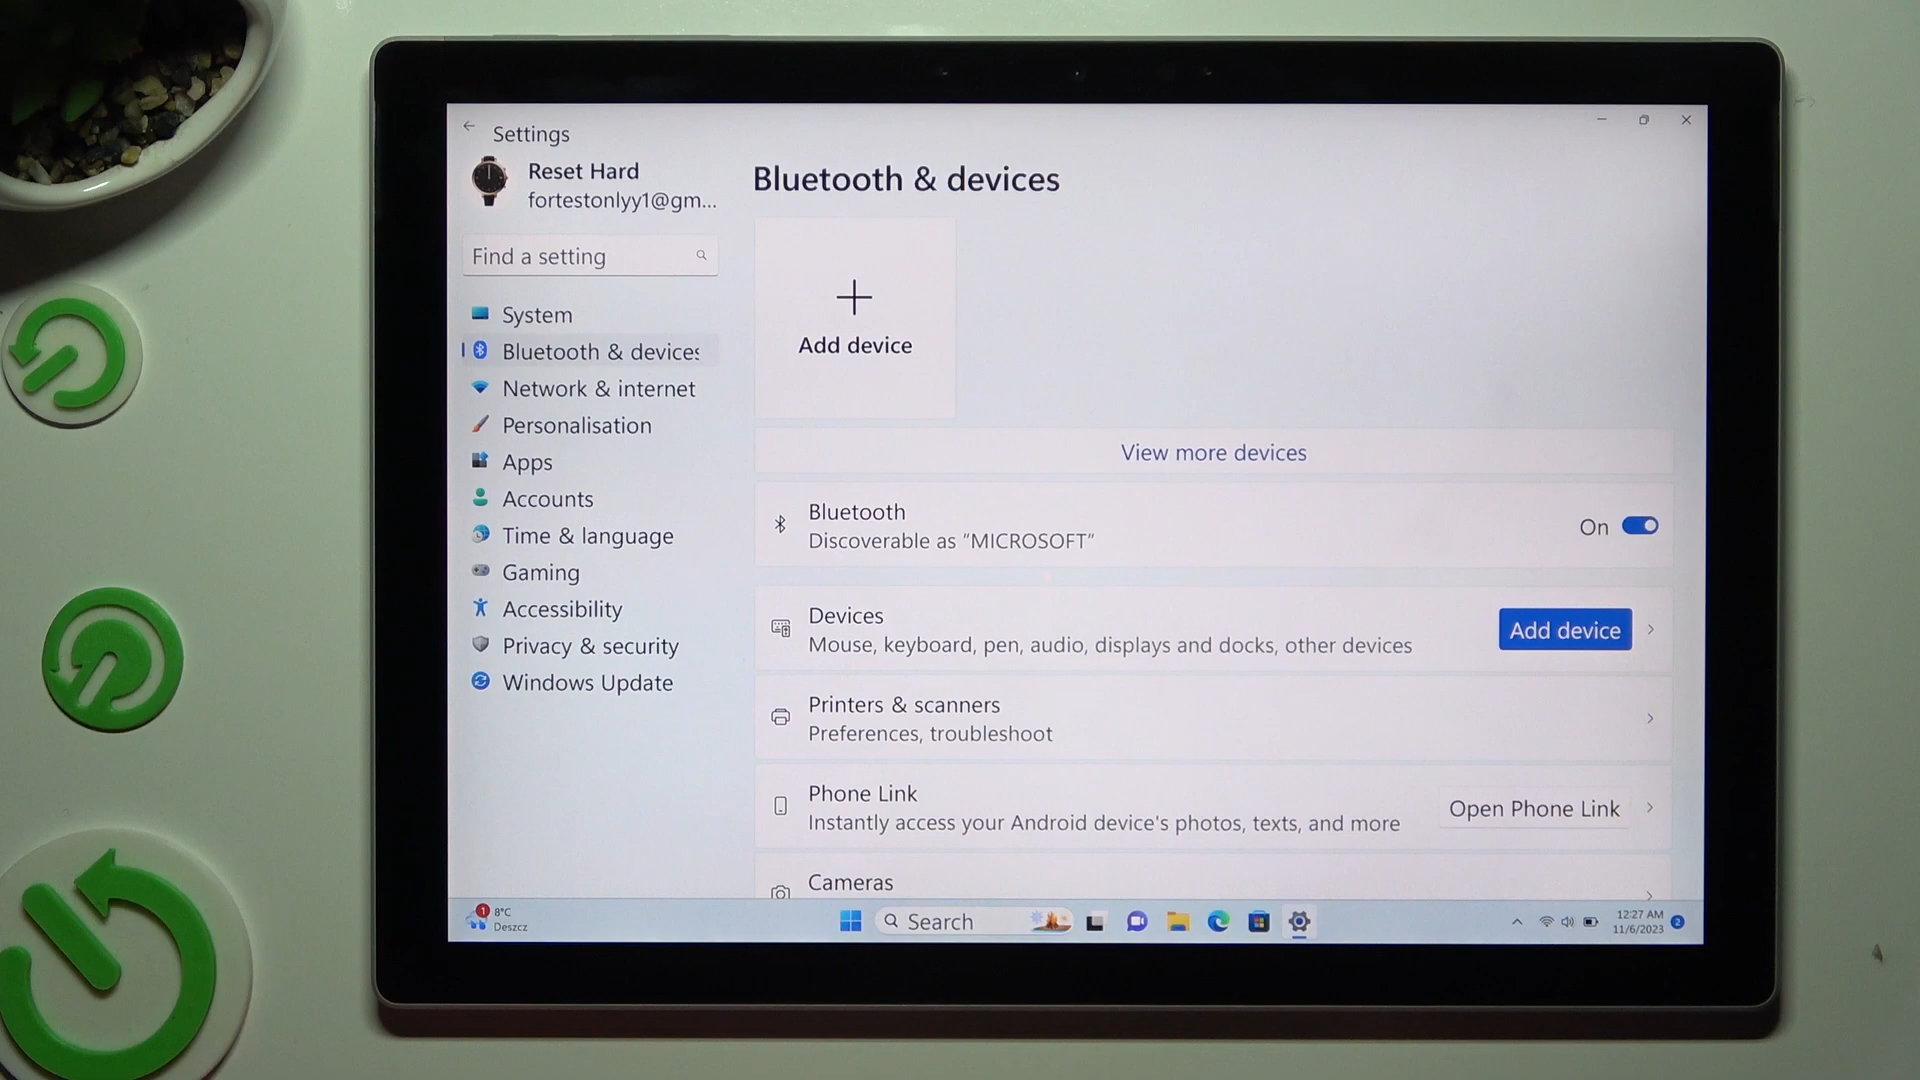 Settings
Reset Hard
fortestonlyy1@gm...
Find a setting
System
Bluetooth & devices
Network & internet
Personalisation
Apps
Accounts
Time & language
Gaming
Accessibility
Privacy & security
Windows Update
Bluetooth & devices
Add device
View more devices
Bluetooth
Discoverable as "MICROSOFT"
On
Devices
Mouse, keyboard, pen, audio, displays and docks, other devices
Add device
Printers & scanners
Preferences, troubleshoot
Phone Link
Instantly access your Android device's photos, texts, and more
Open Phone Link
Cameras
1
8°C
Deszcz
Search
12:27 AM
11/6/2023
2